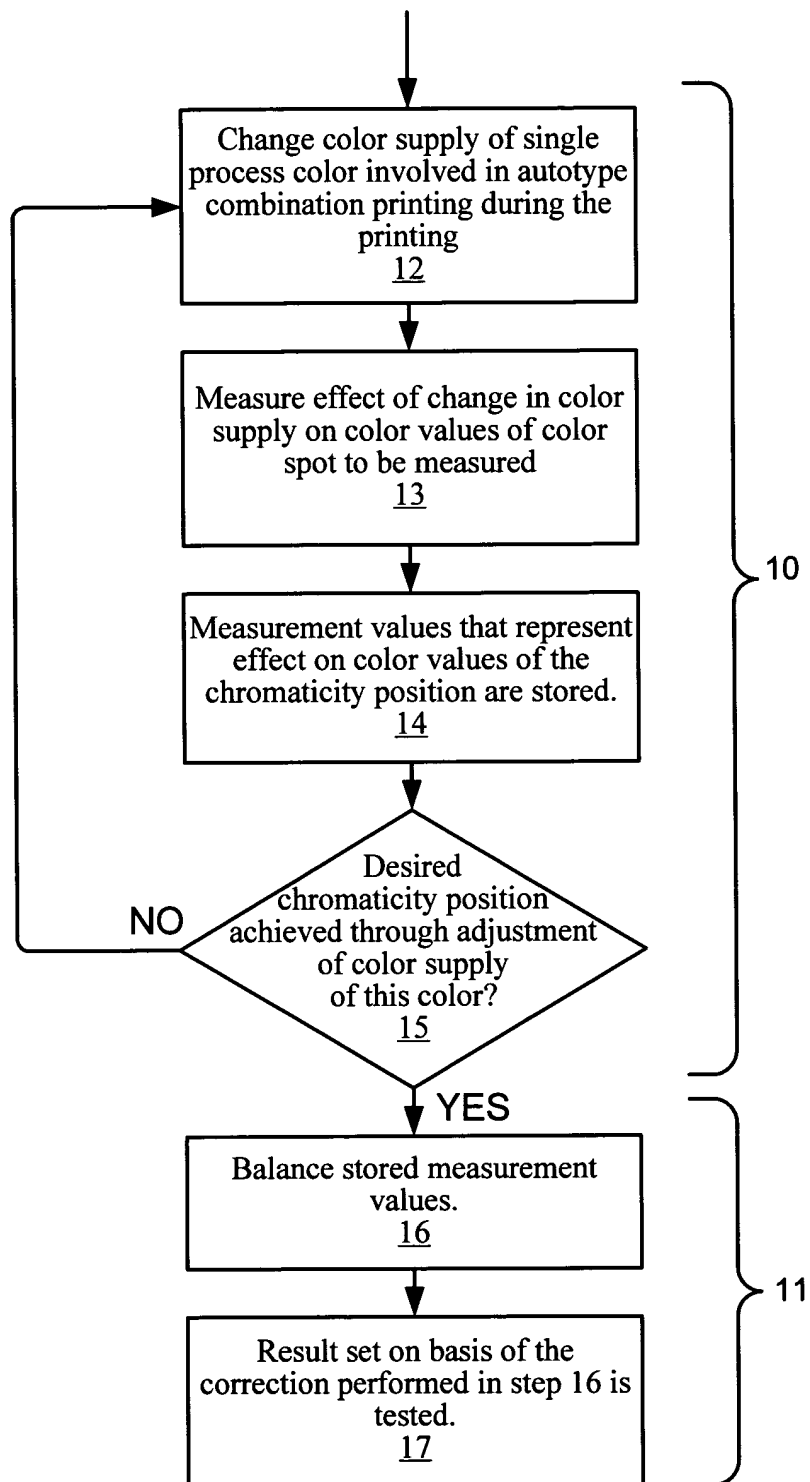 Change color supply of single
process color involved in autotype
combination printing during the
printing
12
Measure effect of change in color
supply on color values of color
spot to be measured
13
Measurement values that represent
effect on color values of the
chromaticity position are stored.
14
10
Desired
chromaticity position
achieved through adjustment
of color supply
of this color?
15
NO
YES
Balance stored measurement
values.
16
11
Result set on basis of the
correction performed in step 16 is
tested.
17